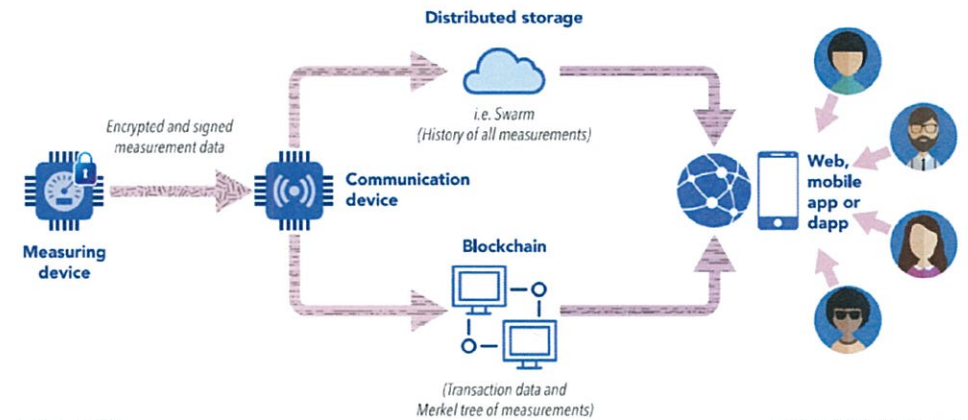 Distributed storage
i.e. Swarm
(History of all measurements)
Encrypted and signed
measurement data
Measuring
device
Communication
device
Blockchain
(Transaction data and
Merkel tree of measurements)
Web,
mobile
app or
dapp